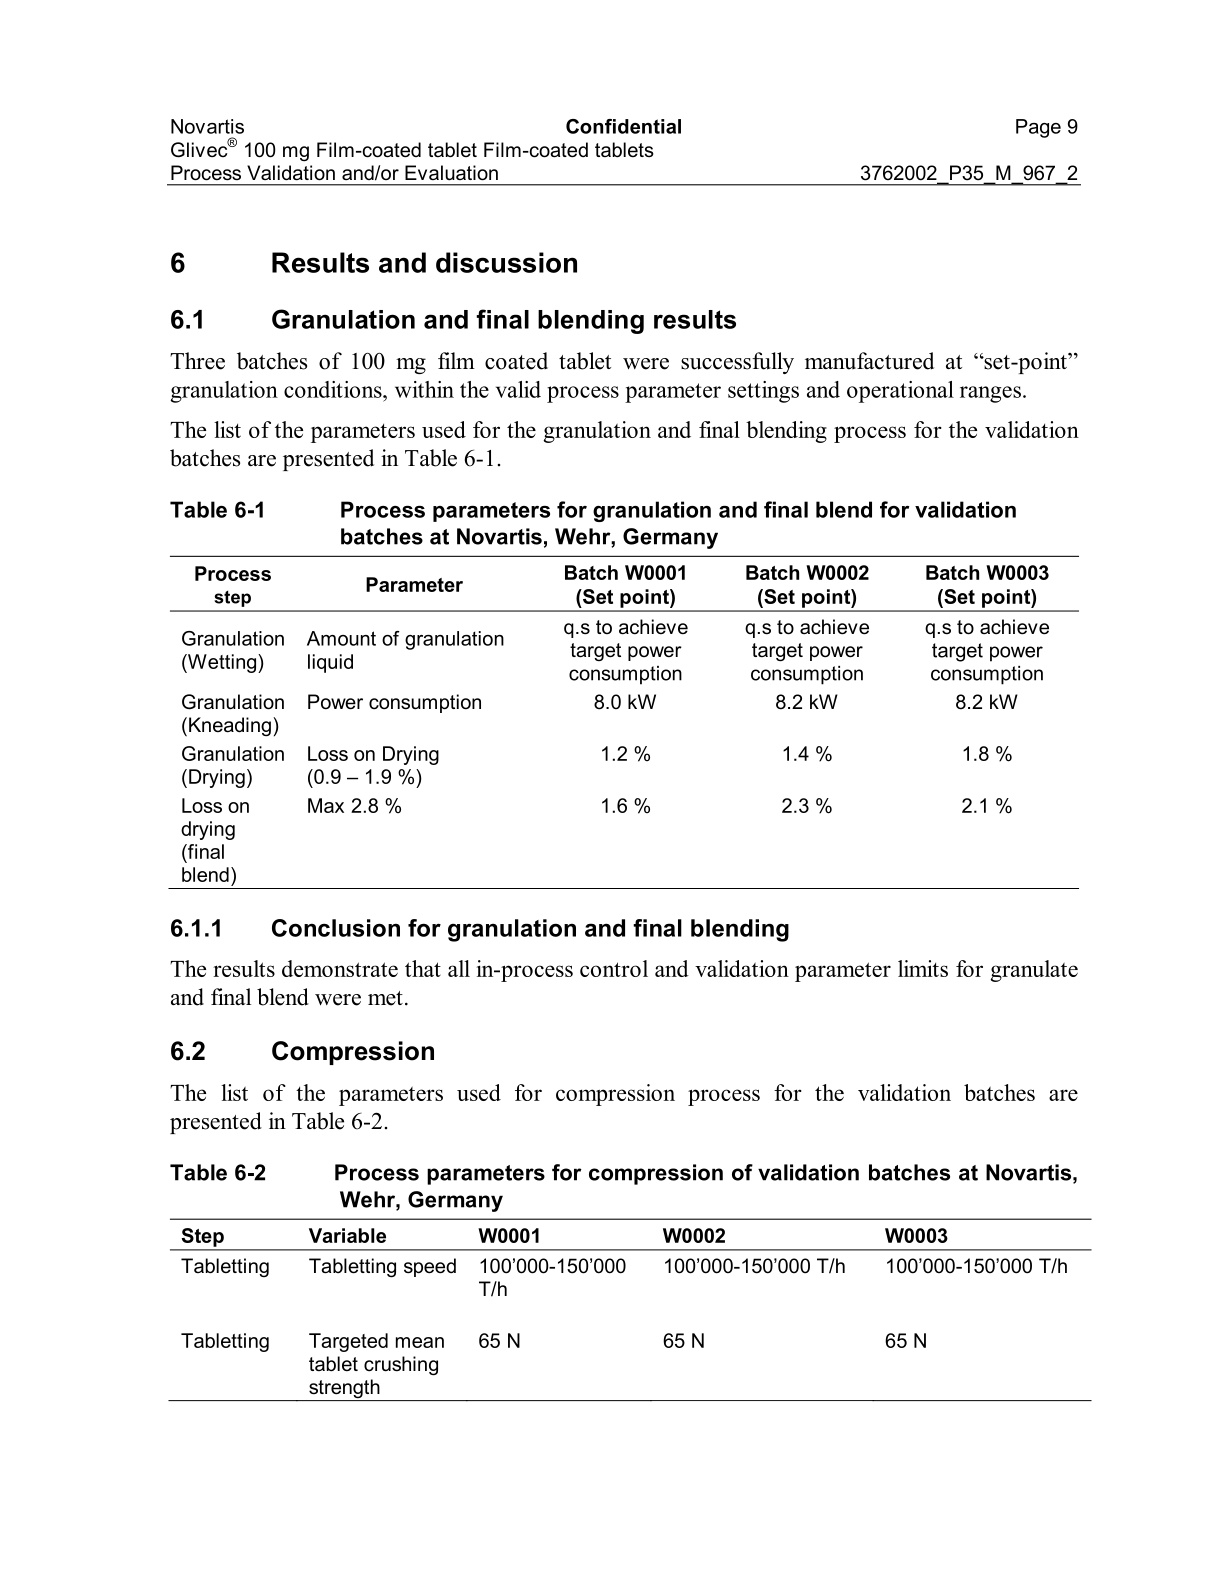 Novartis Confidential Page 9
Glivec® 100 mg Film-coated tablet Film-coated tablets
Process Validation and/or Evaluation 3762002_P35_M_967_2
6 Results and discussion
6.1 Granulation and final blending results
Three batches of 100 mg film coated tablet were successfully manufactured at “set-point”
granulation conditions, within the valid process parameter settings and operational ranges.
The list of the parameters used for the granulation and final blending process for the validation
batches are presented in Table 6-1.
Table 6-1 Process parameters for granulation and final blend for validation
batches at Novartis, Wehr, Germany
Process step Parameter Batch W0001 (Set point) Batch W0002 (Set point) Batch W0003 (Set point)
Granulation (Wetting) Amount of granulation liquid q.s to achieve target power consumption q.s to achieve target power consumption q.s to achieve target power consumption
Granulation (Kneading) Power consumption 8.0 kW 8.2 kW 8.2 kW
Granulation (Drying) Loss on Drying (0.9 – 1.9 %) 1.2 % 1.4 % 1.8 %
Loss on drying (final blend) Max 2.8 % 1.6 % 2.3 % 2.1 %
6.1.1 Conclusion for granulation and final blending
The results demonstrate that all in-process control and validation parameter limits for granulate
and final blend were met.
6.2 Compression
The list of the parameters used for compression process for the validation batches are
presented in Table 6-2.
Table 6-2 Process parameters for compression of validation batches at Novartis,
Wehr, Germany
Step Variable W0001 W0002 W0003
Tabletting Tabletting speed 100’000-150’000 T/h 100’000-150’000 T/h 100’000-150’000 T/h
Tabletting Targeted mean tablet crushing strength 65 N 65 N 65 N